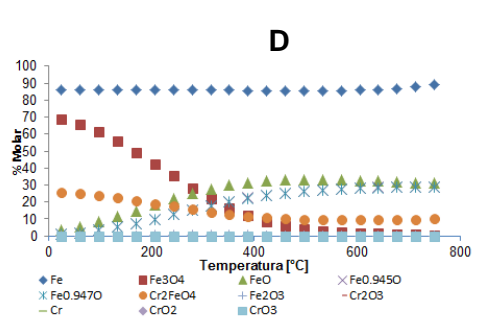 D
100
90
80
70
60
50
40
30
20
10
0
% Molar
0 200 400 600 800
Temperatura [°C]
Fe Fe3O4 FeO Fe0.945O
Fe0.947O Cr2FeO4 Fe2O3 Cr2O3
Cr CrO2 CrO3